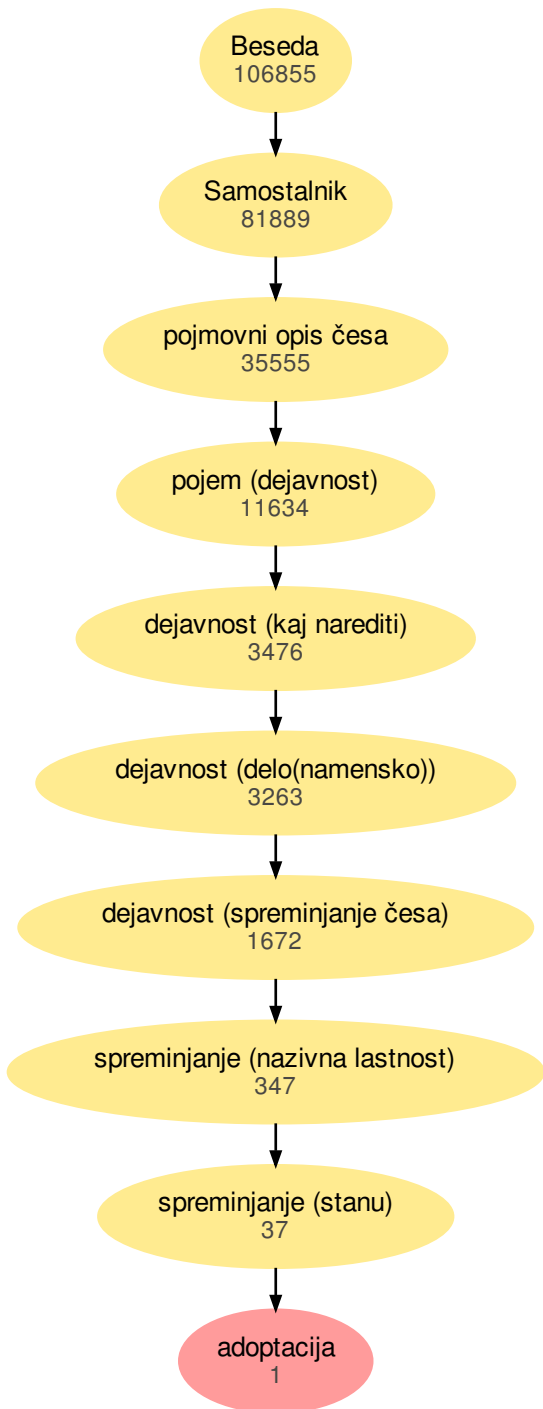 Beseda
106855
Samostalnik
81889
pojmovni opis česa
35555
pojem (dejavnost)
11634
dejavnost (kaj narediti)
3476
dejavnost (delo(namensko))
3263
dejavnost (spreminjanje česa)
1672
spreminjanje (nazivna lastnost)
347
spreminjanje (stanu)
37
adoptacija
1